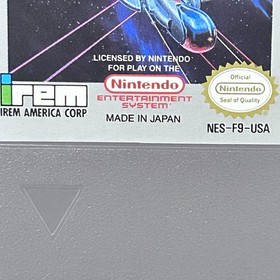 LICENSED BY NINTENDO
FOR PLAY ON THE
Nintendo
ENTERTAINMENT
SYSTEM
MADE IN JAPAN
irem
IREM AMERICA CORP
Official
Nintendo
Seal of Quality
NES-F9-USA